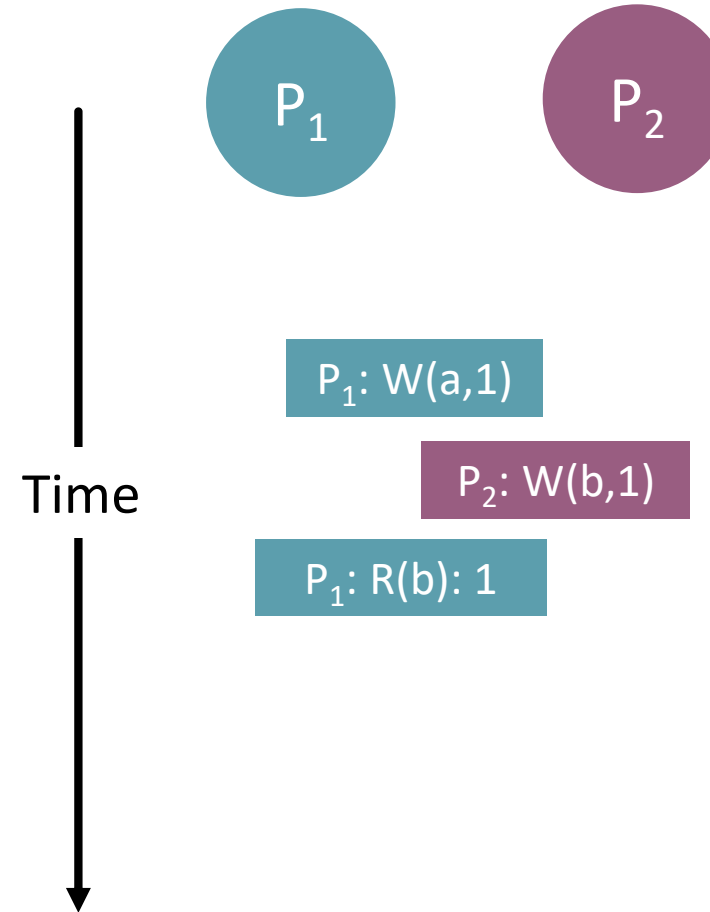 P₁
P₂
P₁: W(a,1)
P₂: W(b,1)
Time
P₁: R(b): 1